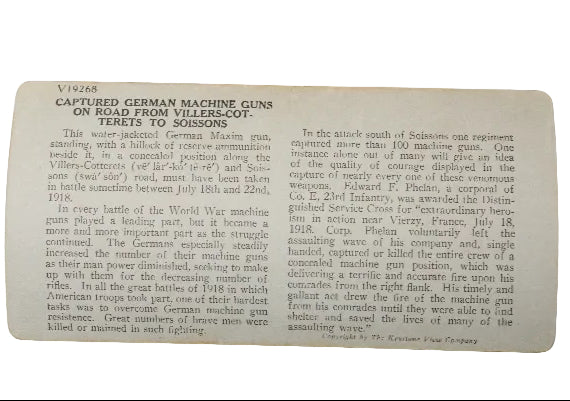 V19268
CAPTURED GERMAN MACHINE GUNS
ON ROAD FROM VILLERS-COT-
TERETS TO SOISSONS
This water-jacketed German Maxim gun,
standing, with a hillock of reserve ammunition
beside it, in a concealed position along the
Villers-Cotterets (vē' lâr'-kŏ' tē-rē') and Sois-
sons (swä' sôn') road, must have been taken
in battle sometime between July 18th and 22nd,
1918.
In every battle of the World War machine
guns played a leading part, but it became a
more and more important part as the struggle
continued. The Germans especially steadily
increased the number of their machine guns
as their man power diminished, seeking to make
up with them for the decreasing number of
rifles. In all the great battles of 1918 in which
American troops took part, one of their hardest
tasks was to overcome German machine gun
resistence. Great numbers of brave men were
killed or maimed in such fighting.
In the attack south of Soissons one regiment
captured more than 100 machine guns. One
instance alone out of many will give an idea
of the quality of courage displayed in the
capture of nearly every one of these venomous
weapons. Edward F. Phelan, a corporal of
Co. E, 23rd Infantry, was awarded the Distin-
guished Service Cross for "extraordinary hero-
ism in action near Vierzy, France, July 18,
1918. Corp. Phelan voluntarily left the
assaulting wave of his company and, single
handed, captured or killed the entire crew of a
concealed machine gun position, which was
delivering a terrific and accurate fire upon his
comrades from the right flank. His timely and
gallant act drew the fire of the machine gun
from his comrades until they were able to find
shelter and saved the lives of many of the
assaulting wave."
Copyright by The Keystone View Company